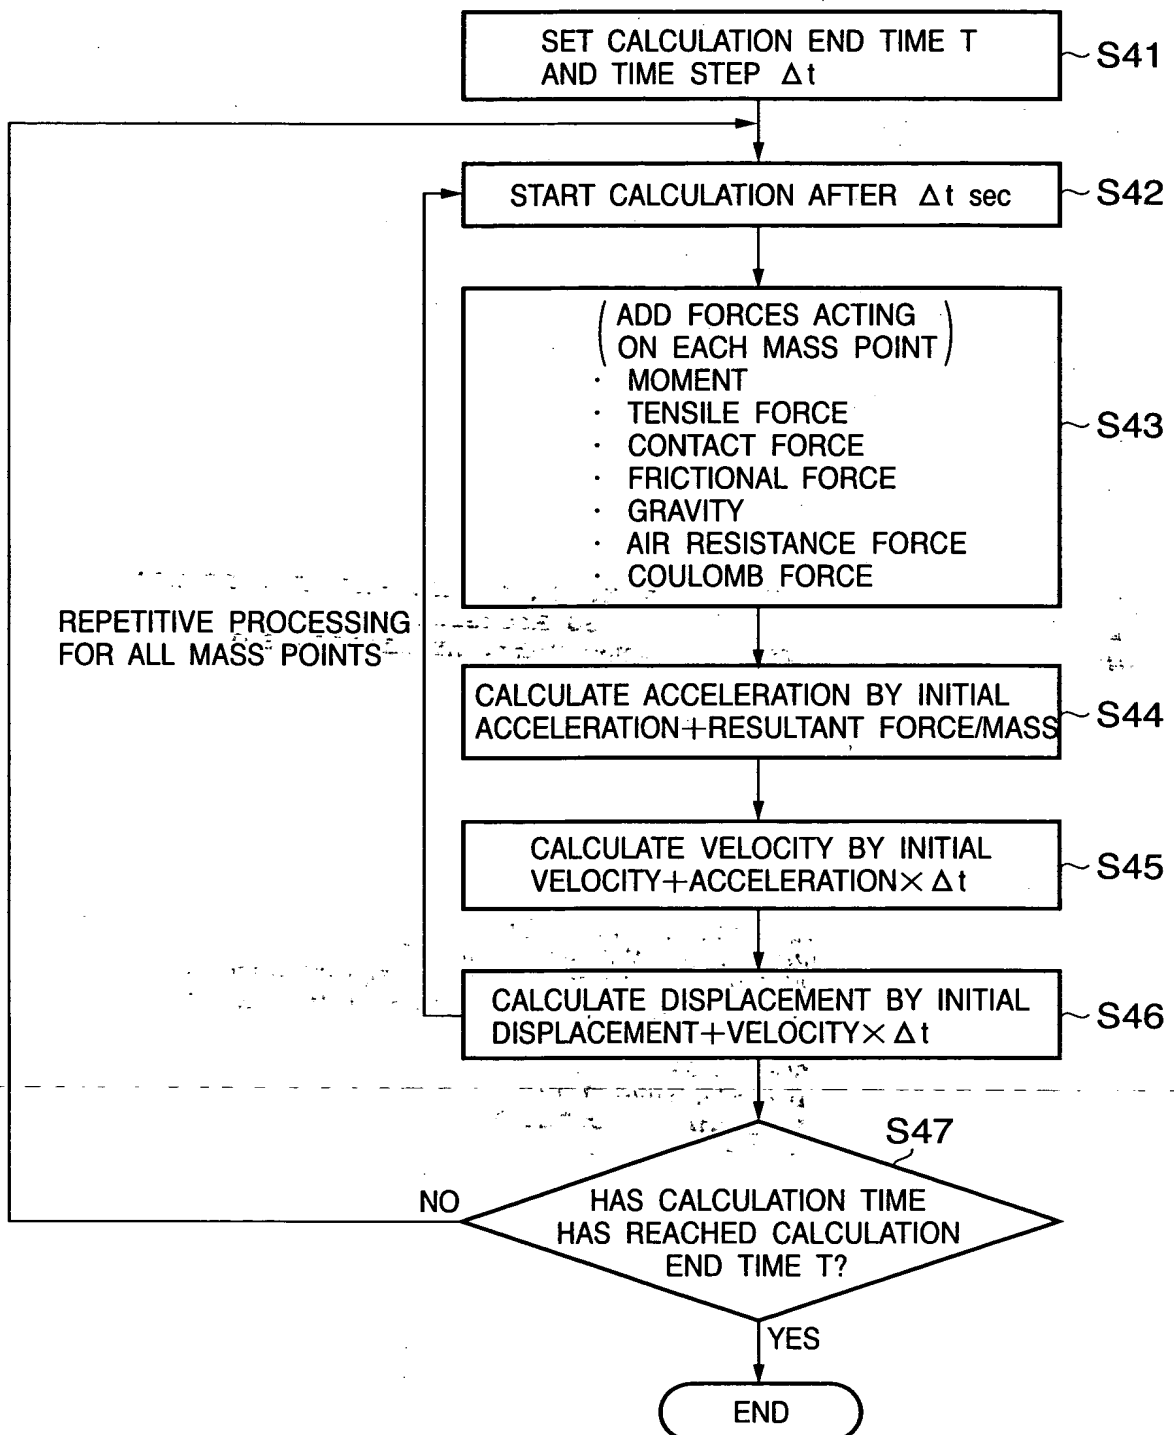 SET CALCULATION END TIME T
AND TIME STEP Δt
S41
START CALCULATION AFTER Δt sec
S42
(ADD FORCES ACTING
ON EACH MASS POINT)
· MOMENT
· TENSILE FORCE
· CONTACT FORCE
· FRICTIONAL FORCE
· GRAVITY
· AIR RESISTANCE FORCE
· COULOMB FORCE
S43
REPETITIVE PROCESSING
FOR ALL MASS POINTS
CALCULATE ACCELERATION BY INITIAL
ACCELERATION+RESULTANT FORCE/MASS
S44
CALCULATE VELOCITY BY INITIAL
VELOCITY+ACCELERATION×Δt
S45
CALCULATE DISPLACEMENT BY INITIAL
DISPLACEMENT+VELOCITY×Δt
S46
S47
NO
HAS CALCULATION TIME
HAS REACHED CALCULATION
END TIME T?
YES
END